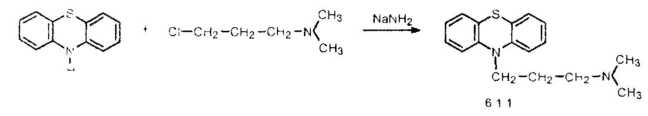 S
N
+
Cl—CH2—CH2—CH2—N
CH3
CH3
NaNH2
S
N
CH2—CH2—CH2—N
CH3
CH3
6 1 1